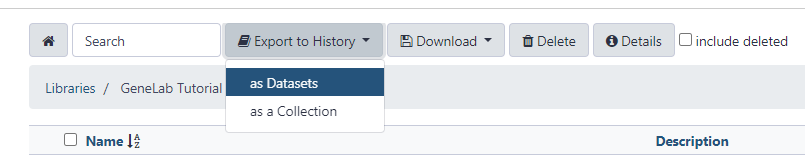 Search
Export to History
Download
Delete
Details
include deleted
as Datasets
as a Collection
Libraries / GeneLab Tutorial
Name
Description